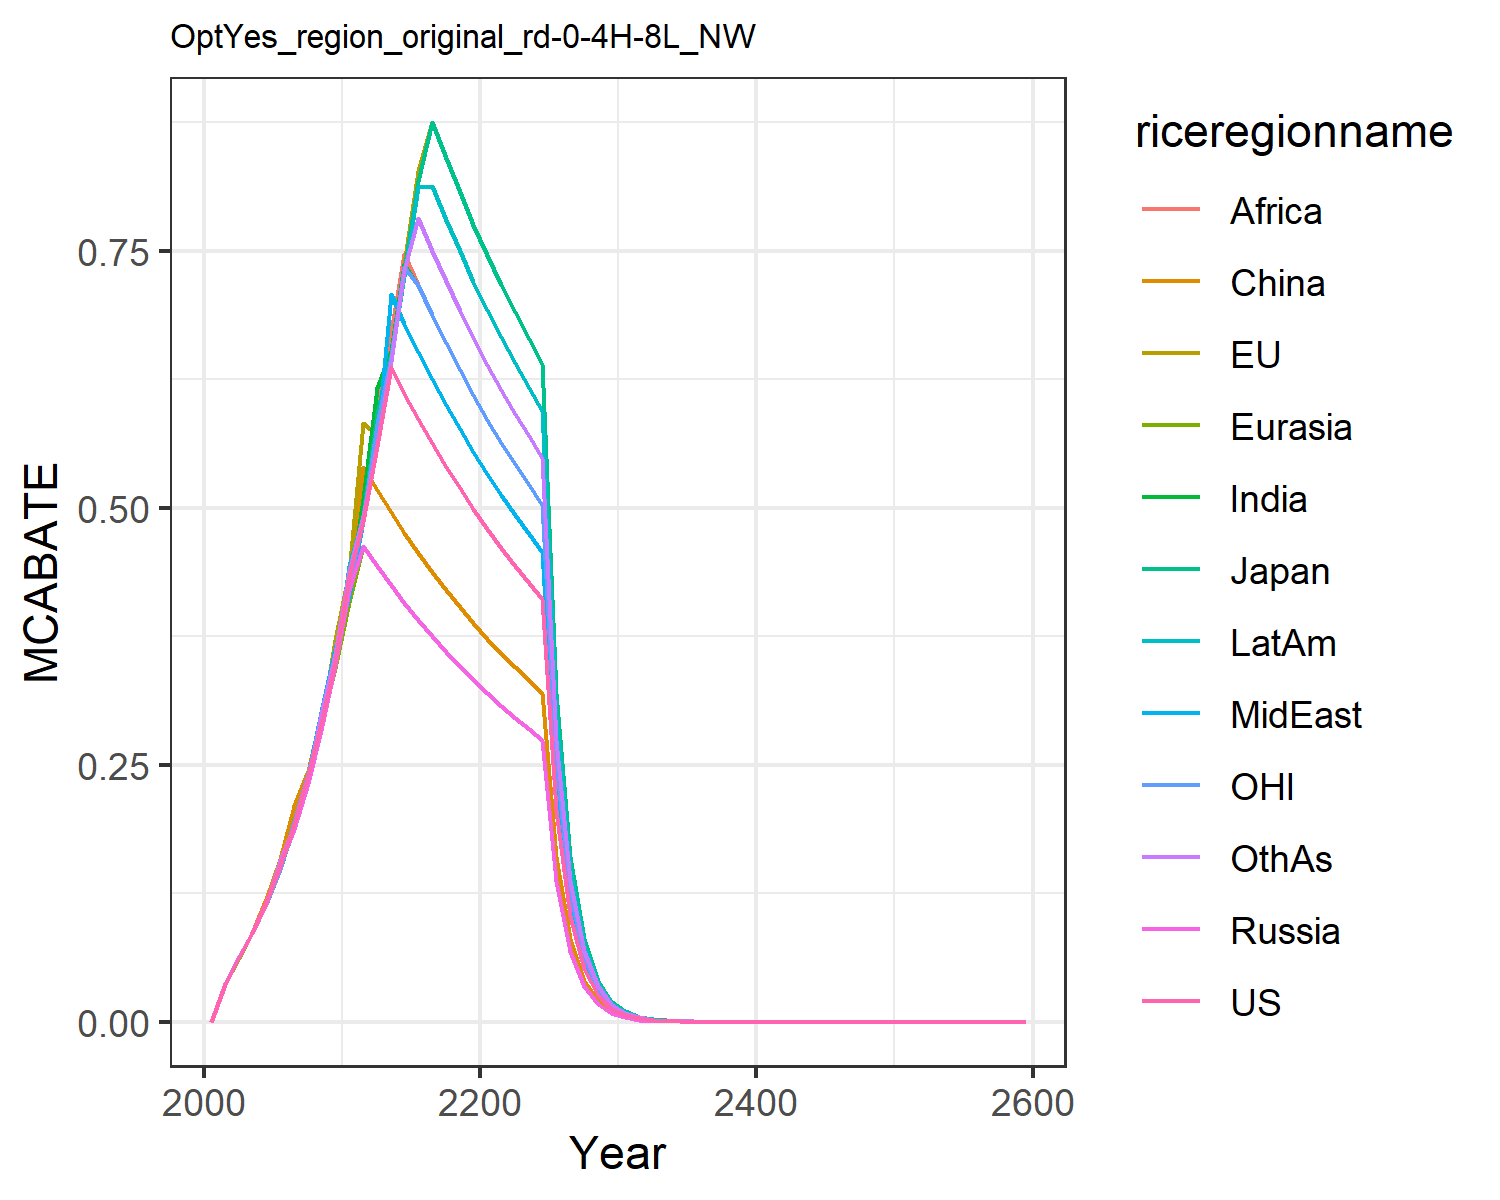 OptYes_region_original_rd-0-4H-8L_NW
MCABATE
0.75
0.50
0.25
0.00
2000 2200 2400 2600
Year
riceregionname
Africa
China
EU
Eurasia
India
Japan
LatAm
MidEast
OHI
OthAs
Russia
US